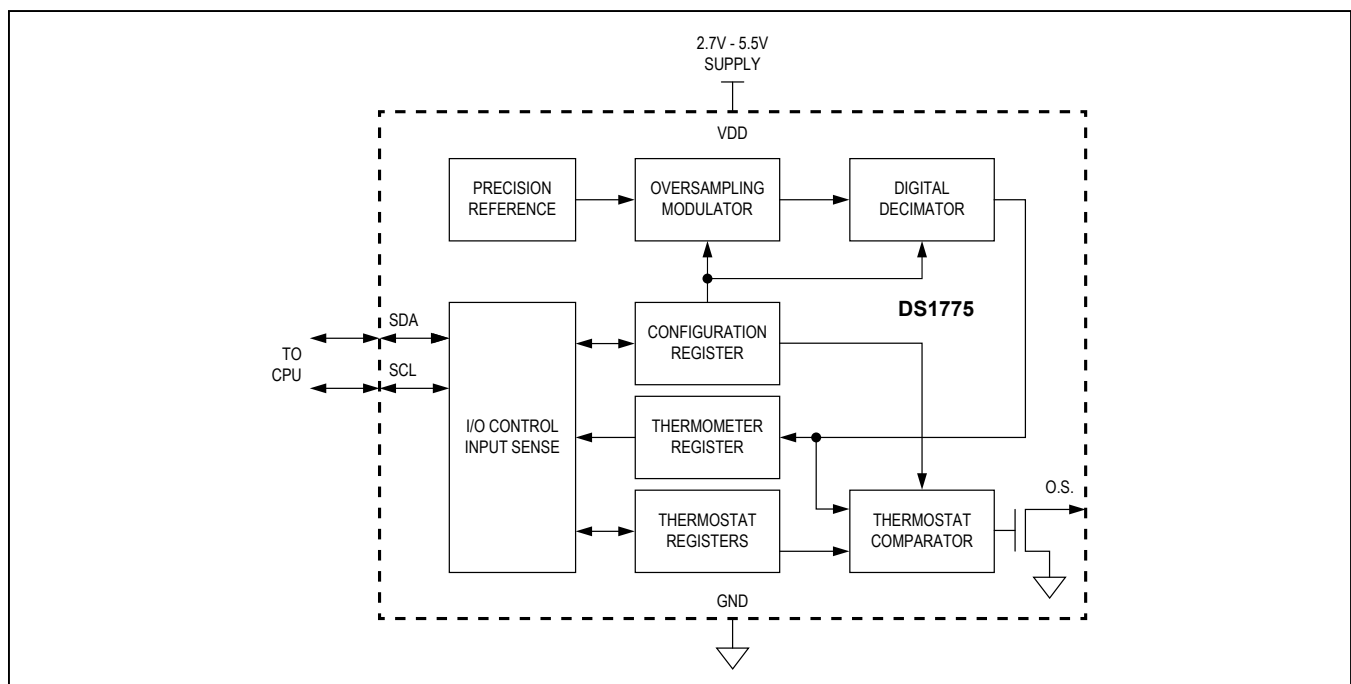 2.7V - 5.5V
SUPPLY
VDD
PRECISION
REFERENCE
OVERSAMPLING
MODULATOR
DIGITAL
DECIMATOR
DS1775
SDA
TO
CPU
SCL
I/O CONTROL
INPUT SENSE
CONFIGURATION
REGISTER
THERMOMETER
REGISTER
THERMOSTAT
REGISTERS
THERMOSTAT
COMPARATOR
O.S.
GND